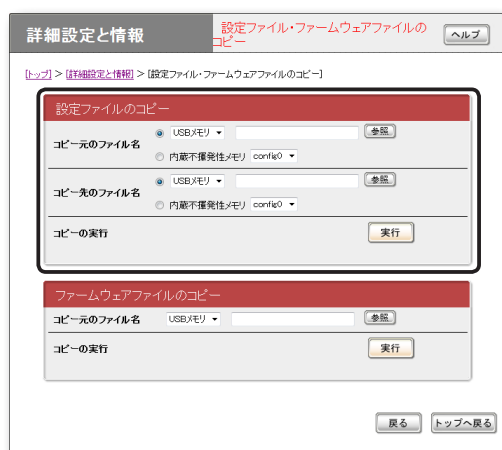 詳細設定と情報
設定ファイル・ファームウェアファイルの
コピー
ヘルプ
[トップ] > [詳細設定と情報] > [設定ファイル・ファームウェアファイルのコピー]
設定ファイルのコピー
コピー元のファイル名 USBメモリ 参照
内蔵不揮発性メモリ config0
コピー先のファイル名 USBメモリ 参照
内蔵不揮発性メモリ config0
コピーの実行 実行
ファームウェアファイルのコピー
コピー元のファイル名 USBメモリ 参照
コピーの実行 実行
戻る トップへ戻る